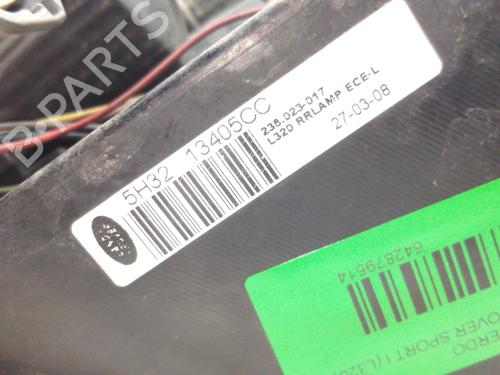 5H32 13405CC
238.023-017
L320 RRLAMP ECE-L
27-03-08
642879514
ERDO
OVER SPORT I (L320)
B-Parts